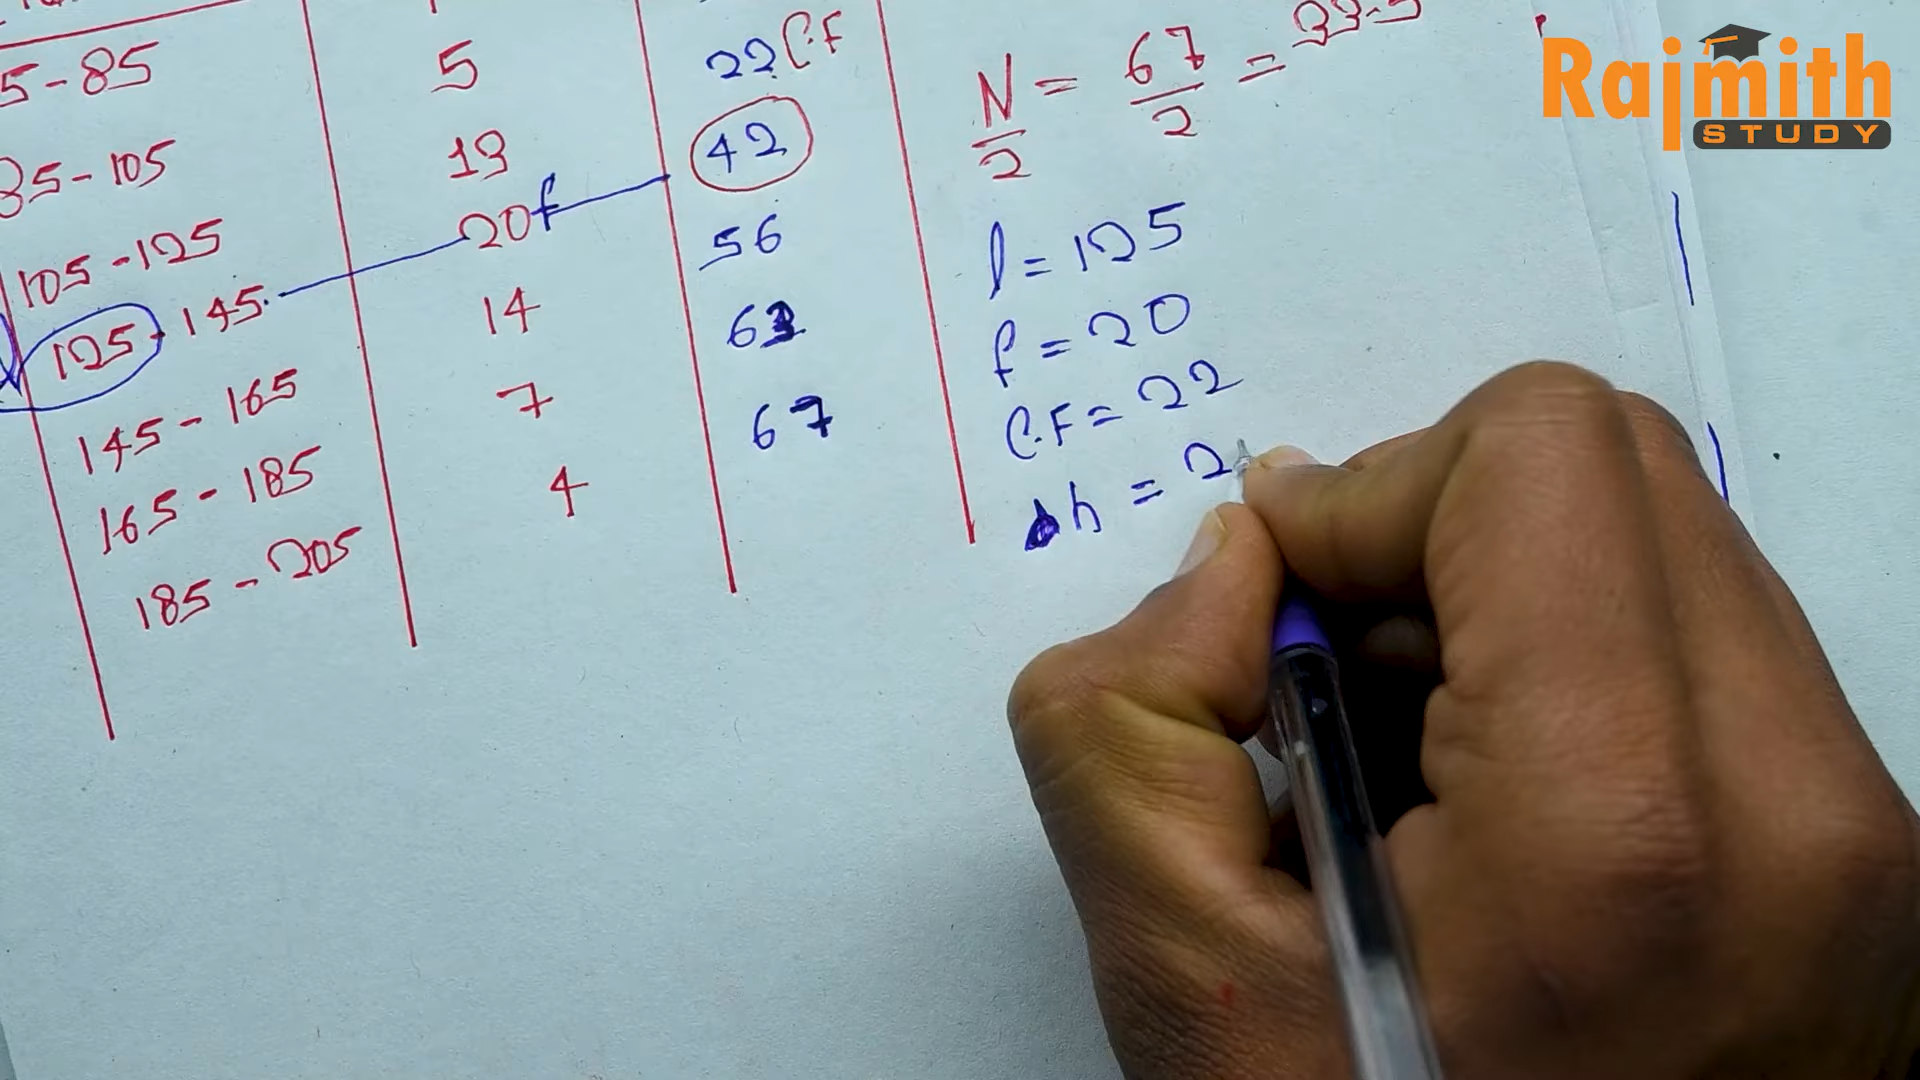 5-85 5 22 C.F
85-105 13 42
105-125 20 f 56
125-145 14 63
145-165 7 67
165-185 4
185-205
N/2 = 67/2 = 33.5
l = 125
f = 20
C.F = 22
h = 2
Rajmith
STUDY